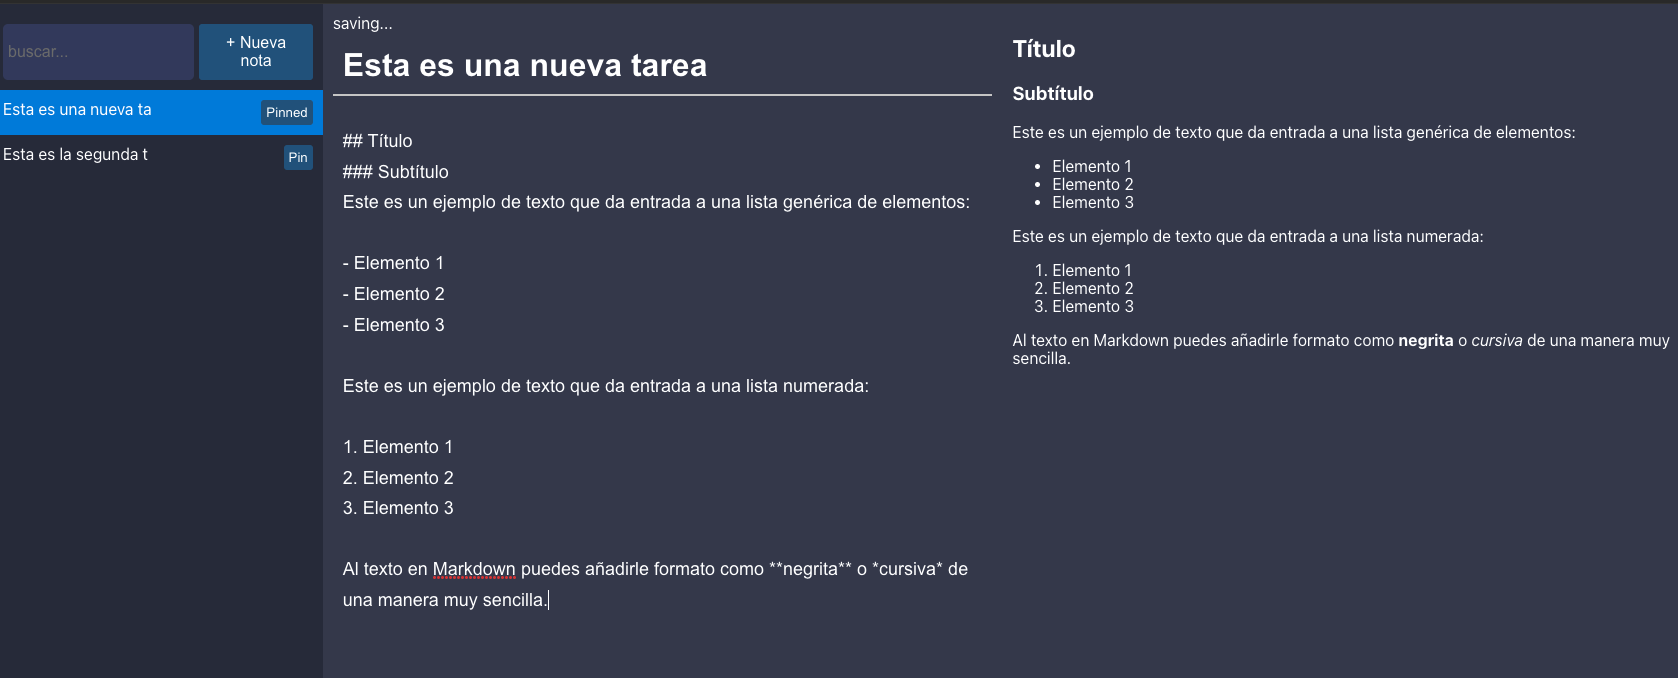 buscar...
+ Nueva
nota
Esta es una nueva ta
Pinned
Esta es la segunda t
Pin
saving...
Esta es una nueva tarea
## Título
### Subtítulo
Este es un ejemplo de texto que da entrada a una lista genérica de elementos:
- Elemento 1
- Elemento 2
- Elemento 3
Este es un ejemplo de texto que da entrada a una lista numerada:
1. Elemento 1
2. Elemento 2
3. Elemento 3
Al texto en Markdown puedes añadirle formato como **negrita** o *cursiva* de
una manera muy sencilla.
Título
Subtítulo
Este es un ejemplo de texto que da entrada a una lista genérica de elementos:
• Elemento 1
• Elemento 2
• Elemento 3
Este es un ejemplo de texto que da entrada a una lista numerada:
1. Elemento 1
2. Elemento 2
3. Elemento 3
Al texto en Markdown puedes añadirle formato como negrita o cursiva de una manera muy
sencilla.